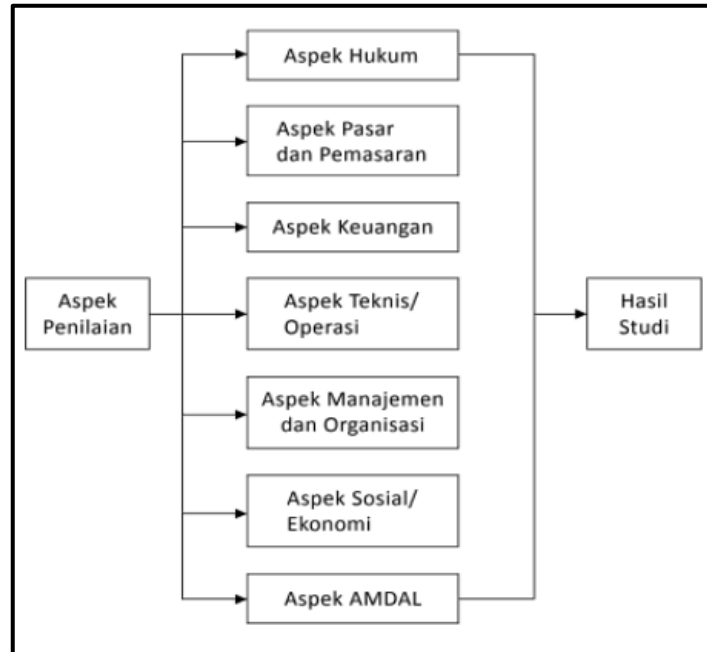 Aspek Hukum
Aspek Pasar
dan Pemasaran
Aspek Keuangan
Aspek
Penilaian
Aspek Teknis/
Operasi
Hasil
Studi
Aspek Manajemen
dan Organisasi
Aspek Sosial/
Ekonomi
Aspek AMDAL